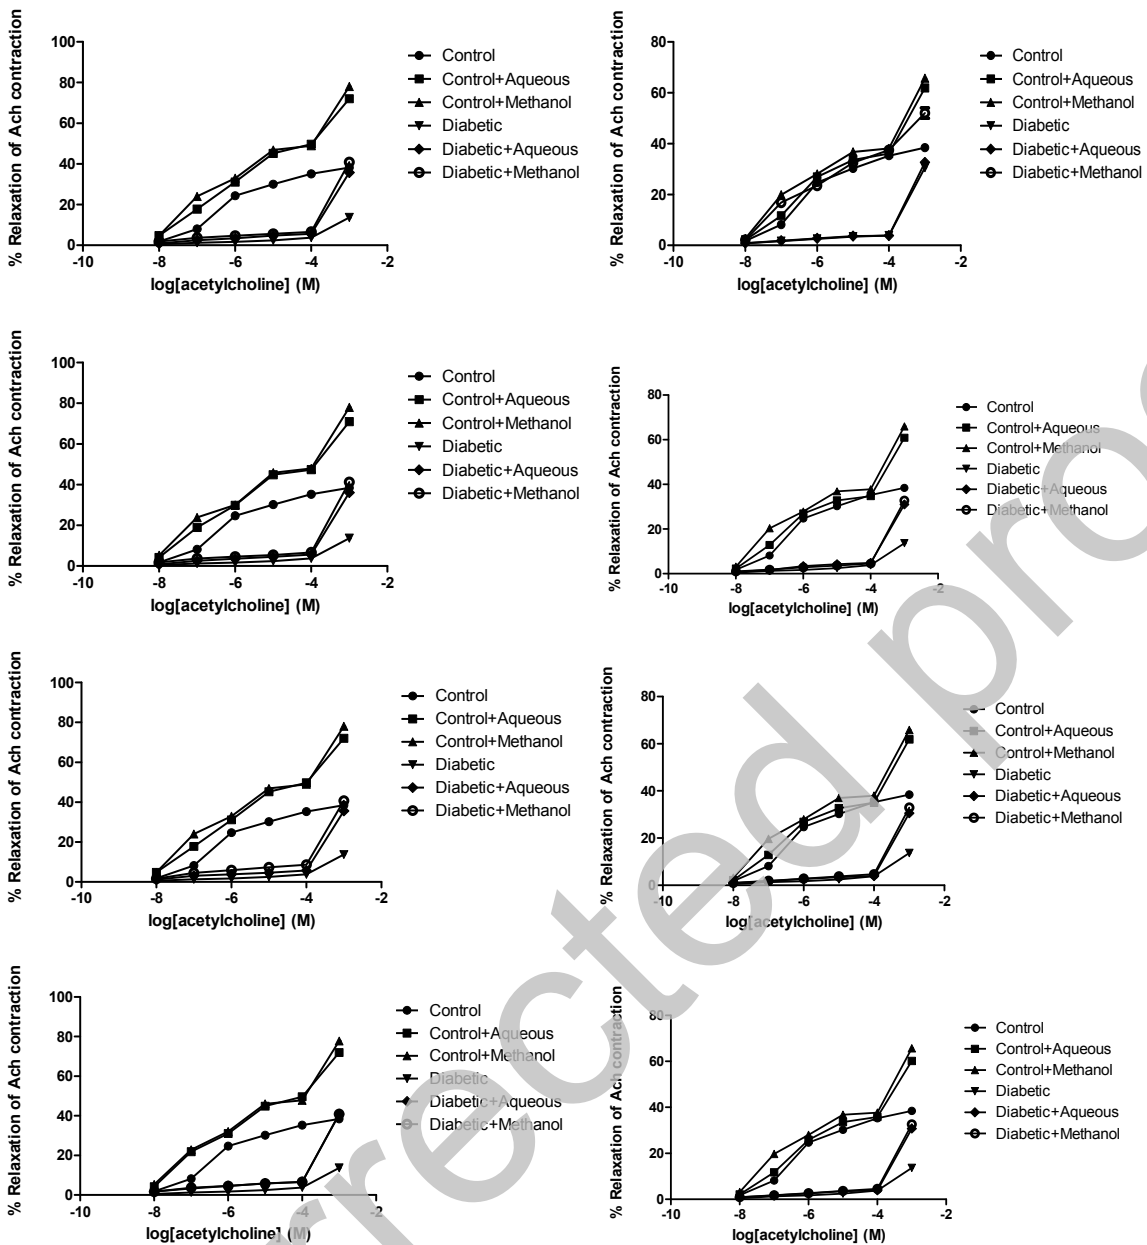 % Relaxation of Ach contraction
100
80
60
40
20
0
-10
-8
-6
-4
-2
log[acetylcholine] (M)
Control
Control+Aqueous
Control+Methanol
Diabetic
Diabetic+Aqueous
Diabetic+Methanol
% Relaxation of Ach contraction
80
60
40
20
0
-10
-8
-6
-4
-2
log[acetylcholine] (M)
Control
Control+Aqueous
Control+Methanol
Diabetic
Diabetic+Aqueous
Diabetic+Methanol
% Relaxation of Ach contraction
100
80
60
40
20
0
-10
-8
-6
-4
-2
log[acetylcholine] (M)
Control
Control+Aqueous
Control+Methanol
Diabetic
Diabetic+Aqueous
Diabetic+Methanol
% Relaxation of Ach contraction
80
60
40
20
0
-10
-8
-6
-4
-2
log[acetylcholine] (M)
Control
Control+Aqueous
Control+Methanol
Diabetic
Diabetic+Aqueous
Diabetic+Methanol
% Relaxation of Ach contraction
100
80
60
40
20
0
-10
-8
-6
-4
-2
log[acetylcholine] (M)
Control
Control+Aqueous
Control+Methanol
Diabetic
Diabetic+Aqueous
Diabetic+Methanol
% Relaxation of Ach contraction
80
60
40
20
0
-10
-8
-6
-4
-2
log[acetylcholine] (M)
Control
Control+Aqueous
Control+Methanol
Diabetic
Diabetic+Aqueous
Diabetic+Methanol
% Relaxation of Ach contraction
100
80
60
40
20
0
-10
-8
-6
-4
-2
log[acetylcholine] (M)
Control
Control+Aqueous
Control+Methanol
Diabetic
Diabetic+Aqueous
Diabetic+Methanol
% Relaxation of Ach contraction
80
60
40
20
0
-10
-8
-6
-4
-2
log[acetylcholine] (M)
Control
Control+Aqueous
Control+Methanol
Diabetic
Diabetic+Aqueous
Diabetic+Methanol
rrected pro